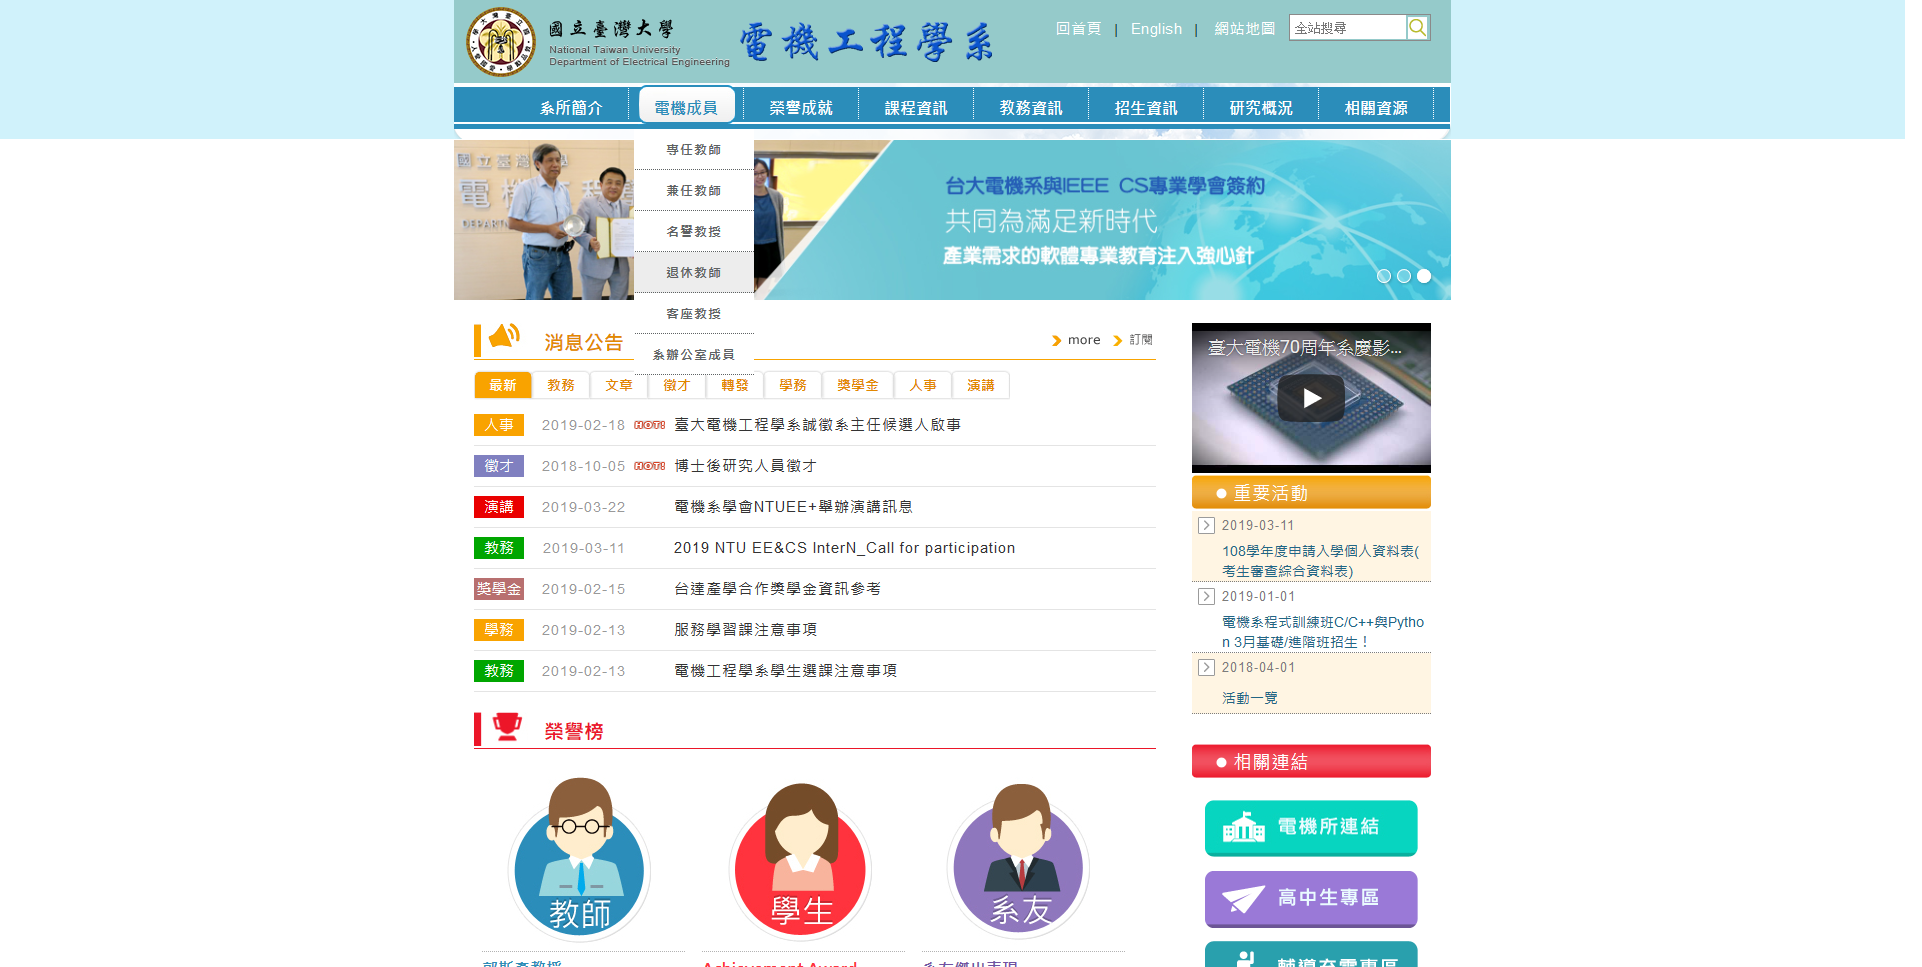 國立臺灣大學
National Taiwan University
Department of Electrical Engineering
電機工程學系
回首頁 | English | 網站地圖
全站搜尋
系所簡介 電機成員 榮譽成就 課程資訊 教務資訊 招生資訊 研究概況 相關資源
專任教師
兼任教師
名譽教授
退休教師
客座教授
系辦公室成員
台大電機系與IEEE CS專業學會簽約
共同為滿足新時代
產業需求的軟體專業教育注入強心針
消息公告
more 訂閱
最新 教務 文章 徵才 轉發 學務 獎學金 人事 演講
人事 2019-02-18 HOT! 臺大電機工程學系誠徵系主任候選人啟事
徵才 2018-10-05 HOT! 博士後研究人員徵才
演講 2019-03-22 電機系學會NTUEE+舉辦演講訊息
教務 2019-03-11 2019 NTU EE&CS InterN_Call for participation
獎學金 2019-02-15 台達產學合作獎學金資訊參考
學務 2019-02-13 服務學習課注意事項
教務 2019-02-13 電機工程學系學生選課注意事項
榮譽榜
教師
學生
系友
郭斯彥教授
Achievement Award
系友傑出表現
臺大電機70周年系慶影...
重要活動
2019-03-11
108學年度申請入學個人資料表(
考生審查綜合資料表)
2019-01-01
電機系程式訓練班C/C++與Pytho
n 3月基礎/進階班招生！
2018-04-01
活動一覽
相關連結
電機所連結
高中生專區
輔導充電專區